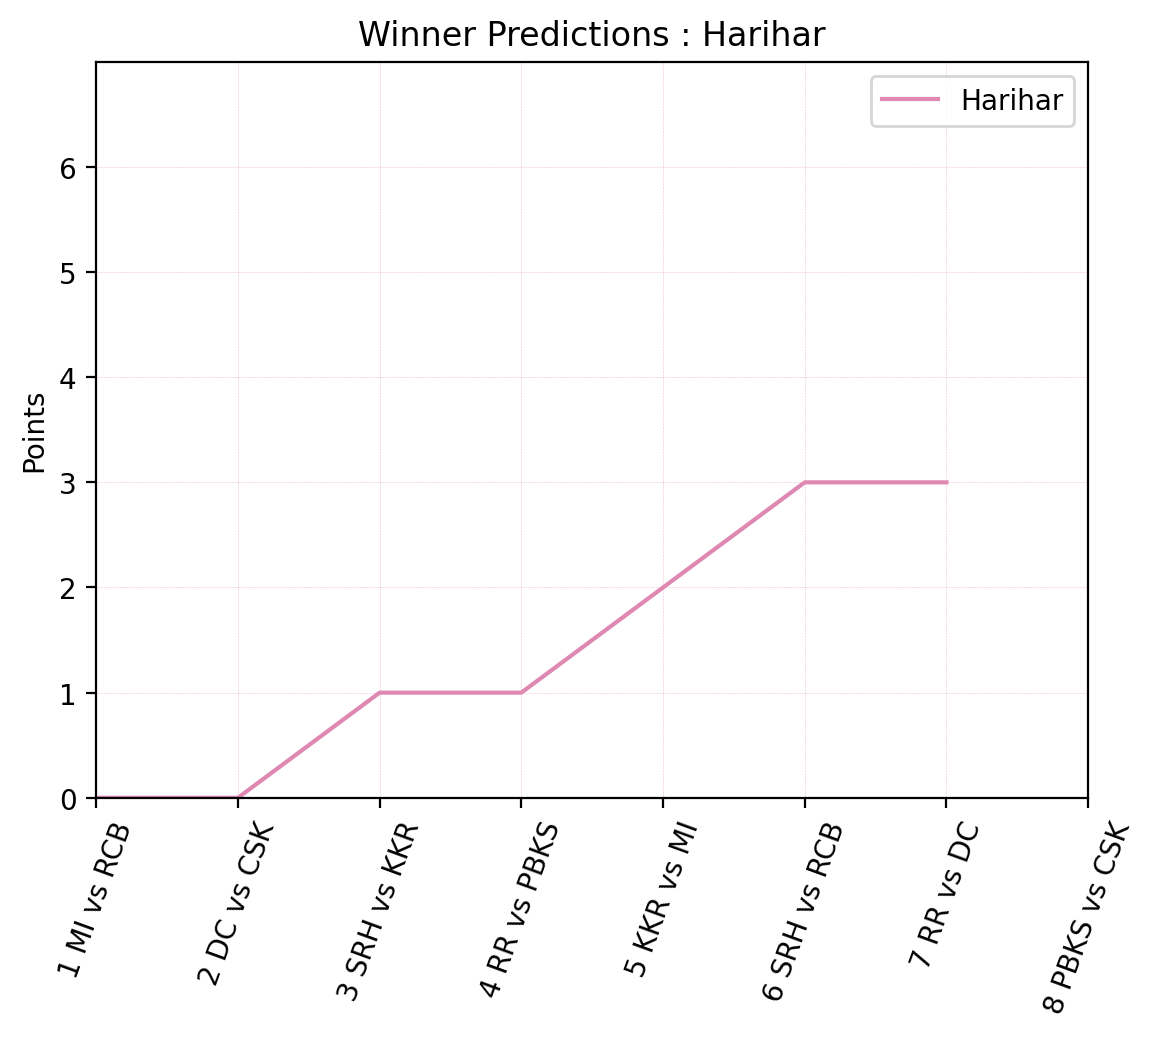 Winner Predictions : Harihar
Harihar
Points
6
5
4
3
2
1
0
1 MI vs RCB
2 DC vs CSK
3 SRH vs KKR
4 RR vs PBKS
5 KKR vs MI
6 SRH vs RCB
7 RR vs DC
8 PBKS vs CSK